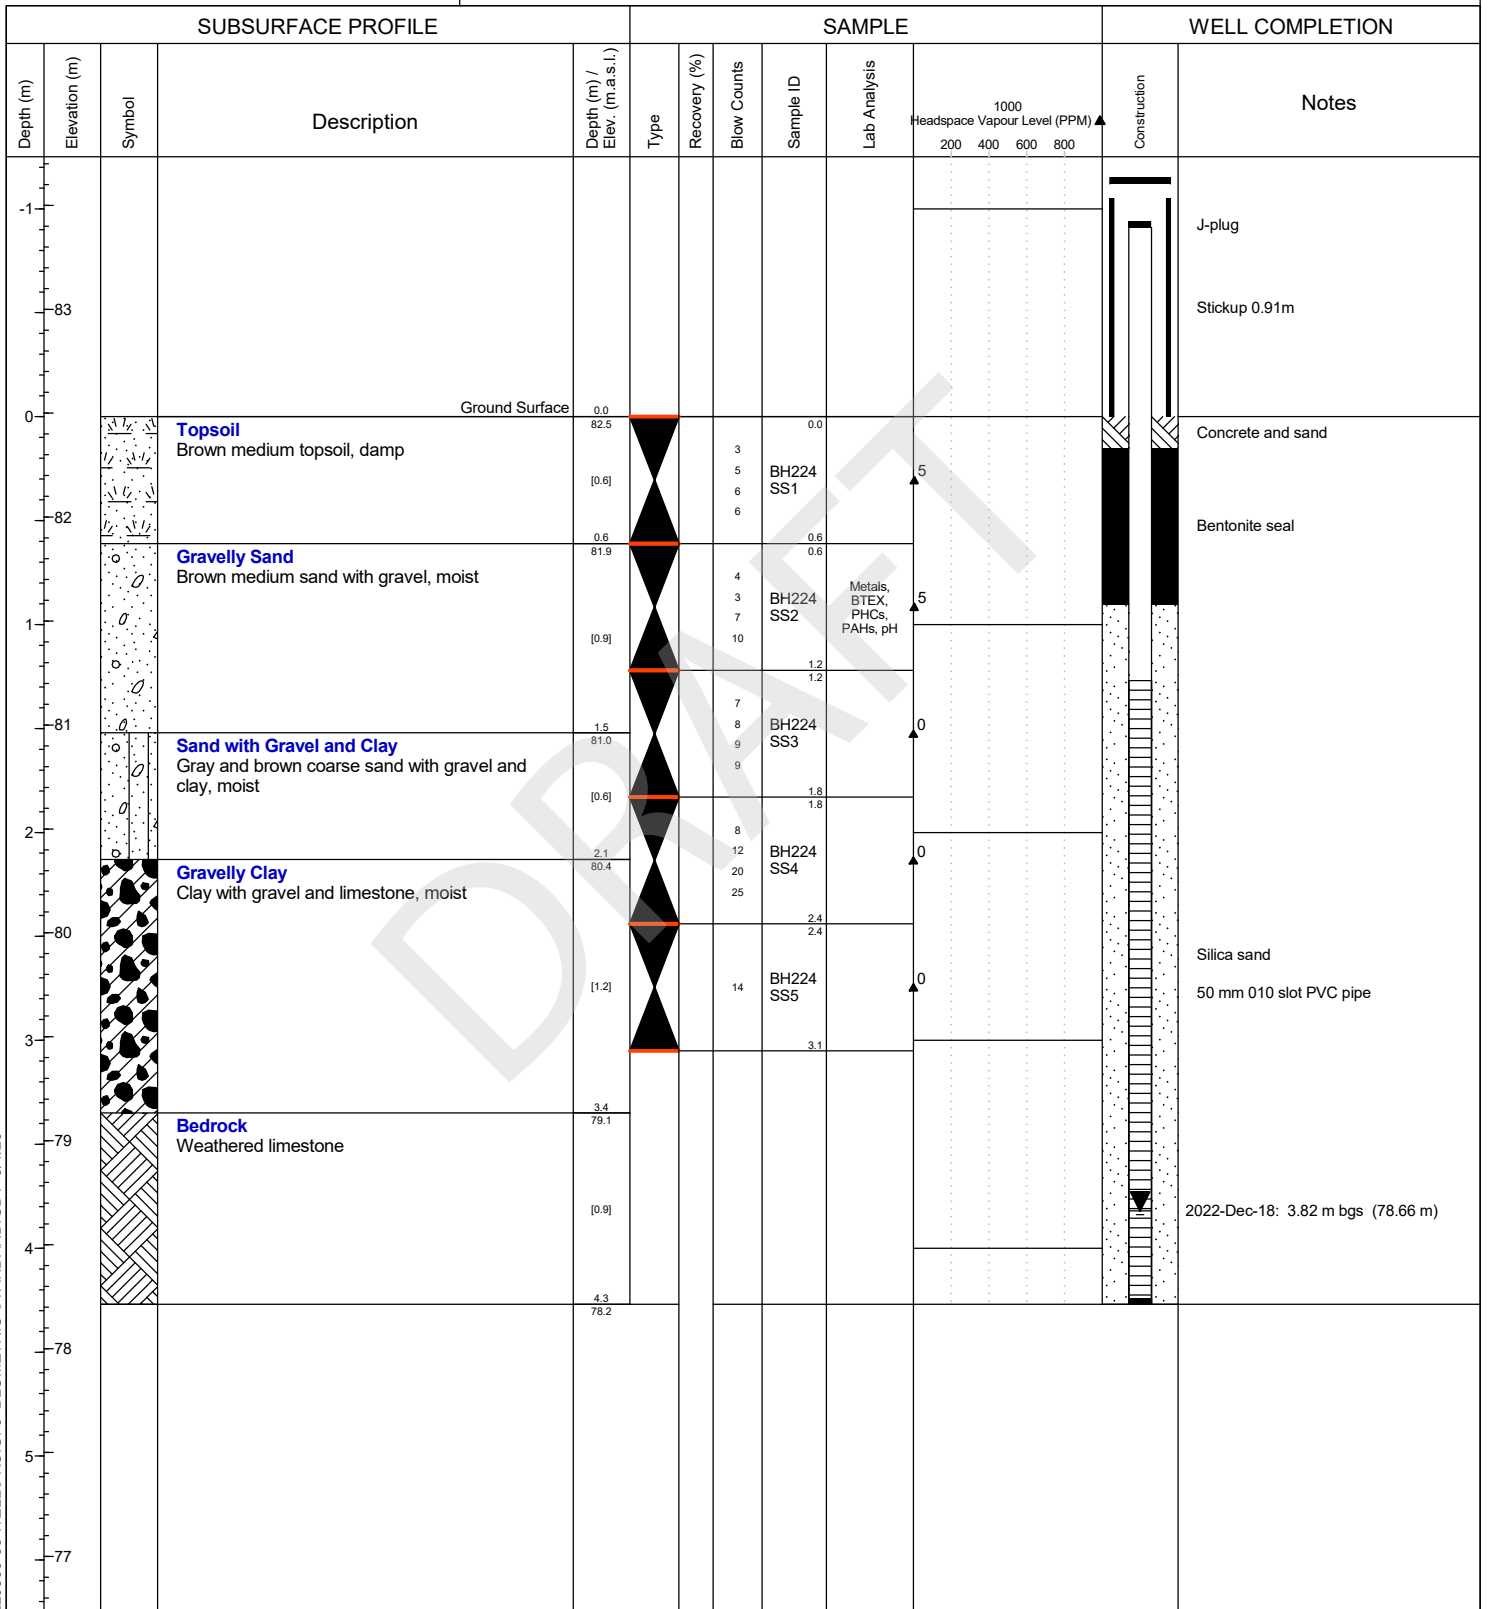 SUBSURFACE PROFILE
SAMPLE
WELL COMPLETION
Depth (m)
Elevation (m)
Symbol
Description
Depth (m) /
Elev. (m.a.s.l.)
Type
Recovery (%)
Blow Counts
Sample ID
Lab Analysis
1000
Headspace Vapour Level (PPM)
200 400 600 800
Construction
Notes
-1
J-plug
83
Stickup 0.91m
Ground Surface
0
0.0
82.5
0.0
Topsoil
Brown medium topsoil, damp
Concrete and sand
3
5
6
6
[0.6]
BH224
SS1
5
82
Bentonite seal
0.6
0.6
81.9
0.6
Gravelly Sand
Brown medium sand with gravel, moist
4
3
7
10
BH224
SS2
Metals,
BTEX,
PHCs,
PAHs, pH
5
1
[0.9]
1.2
1.2
7
8
9
9
BH224
SS3
0
81
1.5
81.0
Sand with Gravel and Clay
Gray and brown coarse sand with gravel and
clay, moist
[0.6]
1.8
1.8
8
12
20
25
BH224
SS4
0
2
2.1
80.4
Gravelly Clay
Clay with gravel and limestone, moist
2.4
2.4
80
Silica sand
[1.2]
14
BH224
SS5
0
50 mm 010 slot PVC pipe
3
3.1
3.4
79.1
Bedrock
Weathered limestone
79
[0.9]
2022-Dec-18: 3.82 m bgs (78.66 m)
4
4.3
78.2
78
5
77
DRAFT